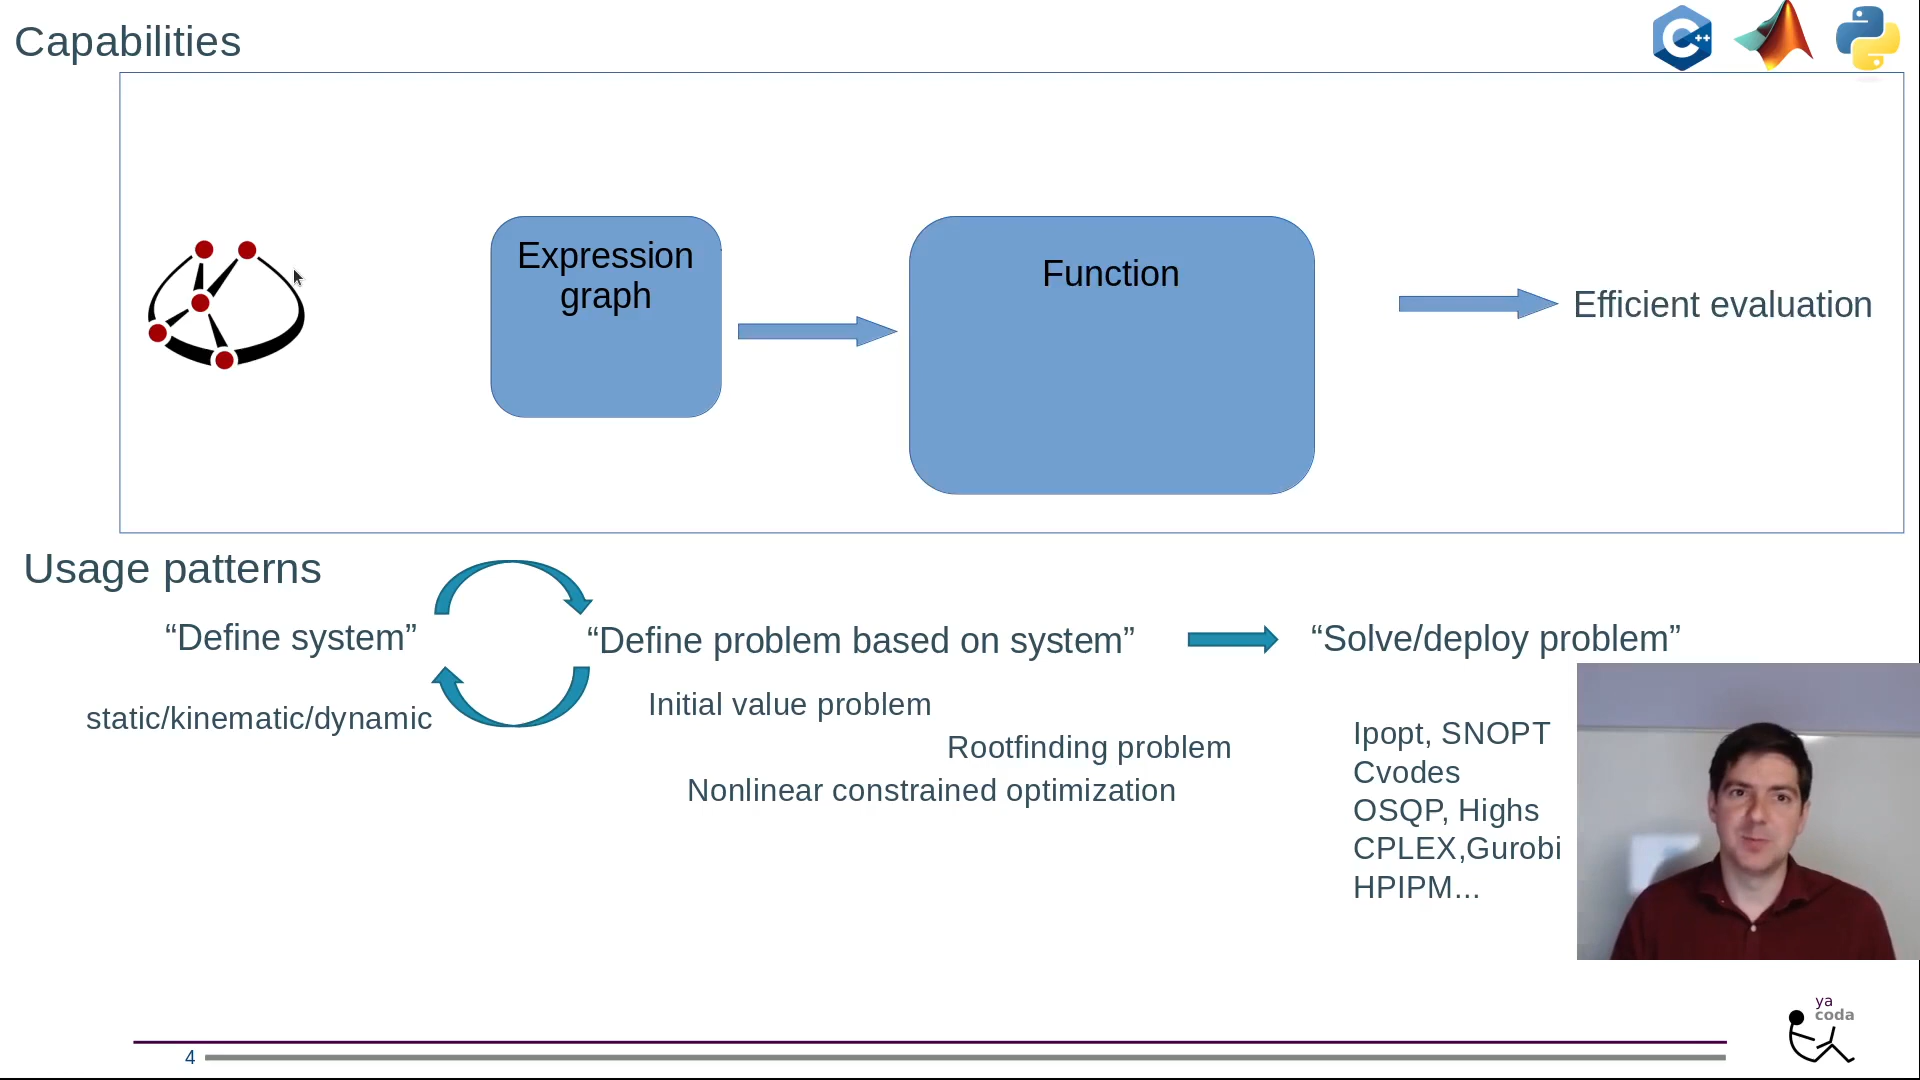 Capabilities
C++
Expression
graph
Function
Efficient evaluation
Usage patterns
“Define system”
“Define problem based on system”
“Solve/deploy problem”
static/kinematic/dynamic
Initial value problem
Rootfinding problem
Nonlinear constrained optimization
Ipopt, SNOPT
Cvodes
OSQP, Highs
CPLEX,Gurobi
HPIPM...
ya
coda
4